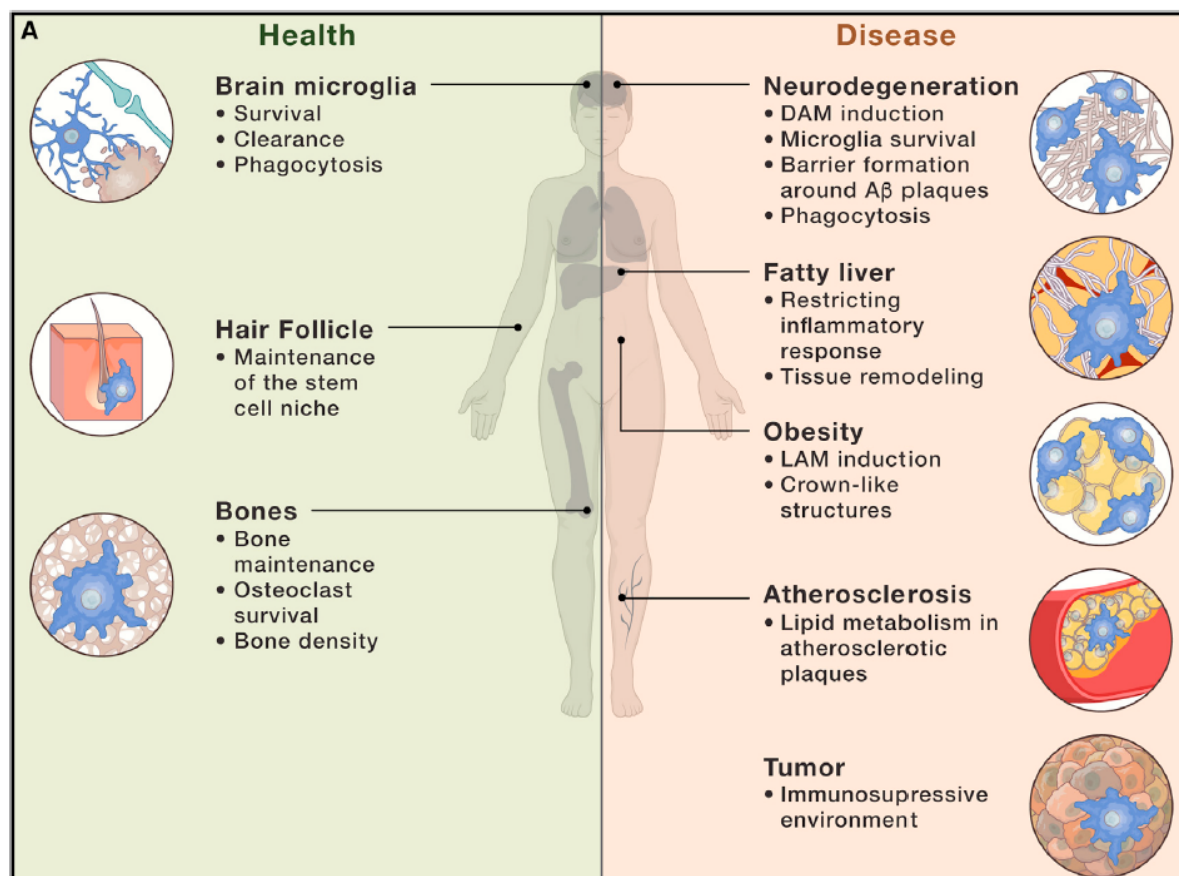 A
Health
Brain microglia
• Survival
• Clearance
• Phagocytosis
Hair Follicle
• Maintenance
of the stem
cell niche
Bones
• Bone
maintenance
• Osteoclast
survival
• Bone density
Disease
Neurodegeneration
• DAM induction
• Microglia survival
• Barrier formation
around Aβ plaques
• Phagocytosis
Fatty liver
• Restricting
inflammatory
response
• Tissue remodeling
Obesity
• LAM induction
• Crown-like
structures
Atherosclerosis
• Lipid metabolism in
atherosclerotic
plaques
Tumor
• Immunosupressive
environment